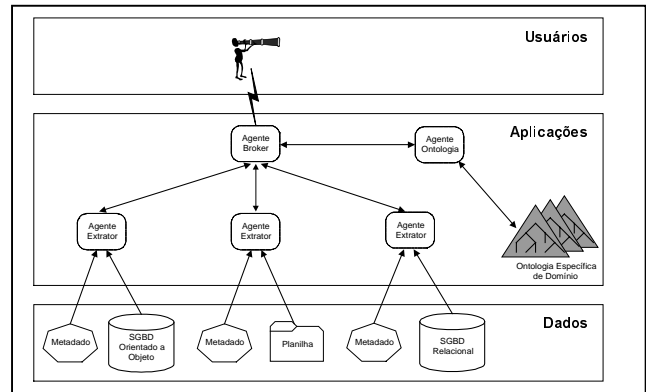 Usuários
Aplicações
Agente
Broker
Agente
Ontologia
Agente
Extrator
Agente
Extrator
Agente
Extrator
Ontologia Específica
de Domínio
Dados
Metadado
SGBD
Orientado a
Objeto
Metadado
Planilha
Metadado
SGBD
Relacional